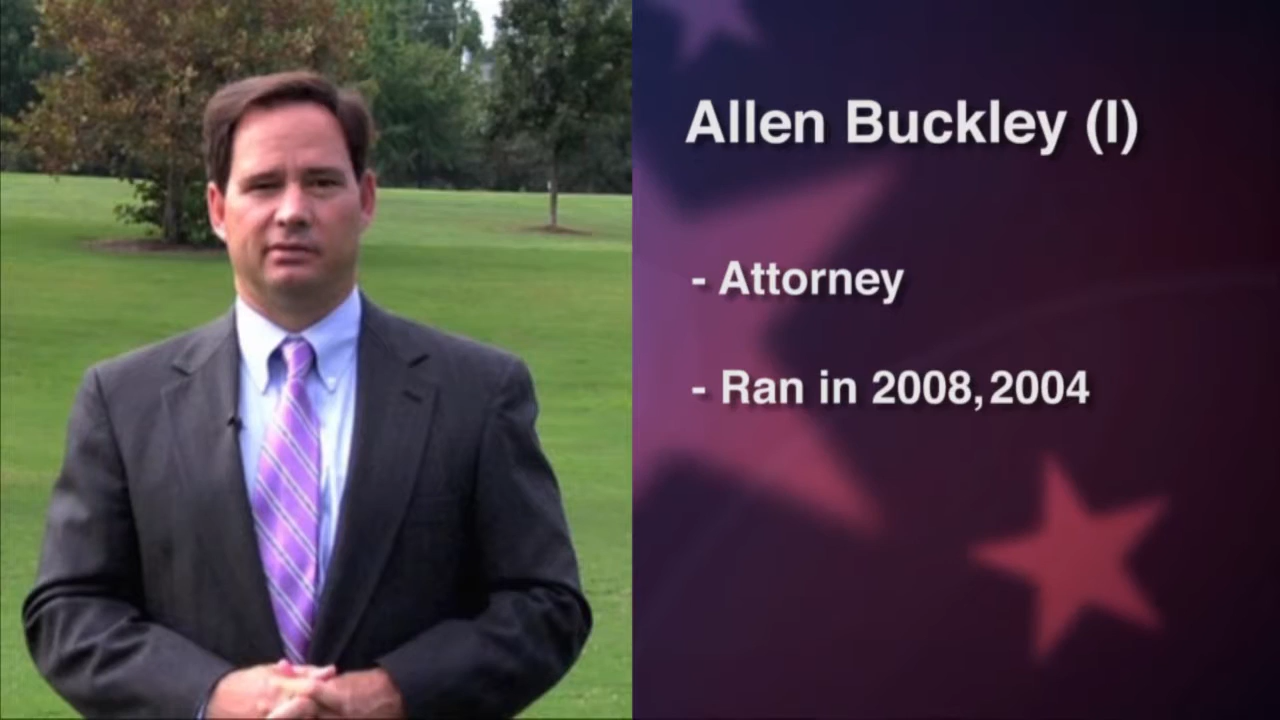 Allen Buckley (I)
- Attorney
- Ran in 2008, 2004